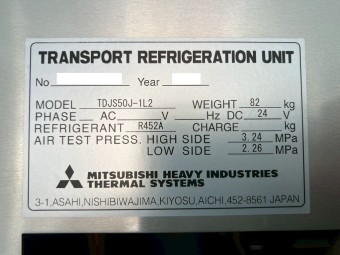 TRANSPORT REFRIGERATION UNIT
No. Year
MODEL TDJS50J-1L2 WEIGHT 82 kg
PHASE AC V Hz DC 24 V
REFRIGERANT R452A CHARGE kg
AIR TEST PRESS. HIGH SIDE 3.24 MPa
LOW SIDE 2.26 MPa
MITSUBISHI HEAVY INDUSTRIES
THERMAL SYSTEMS
3-1,ASAHI,NISHIBIWAJIMA,KIYOSU,AICHI,452-8561 JAPAN